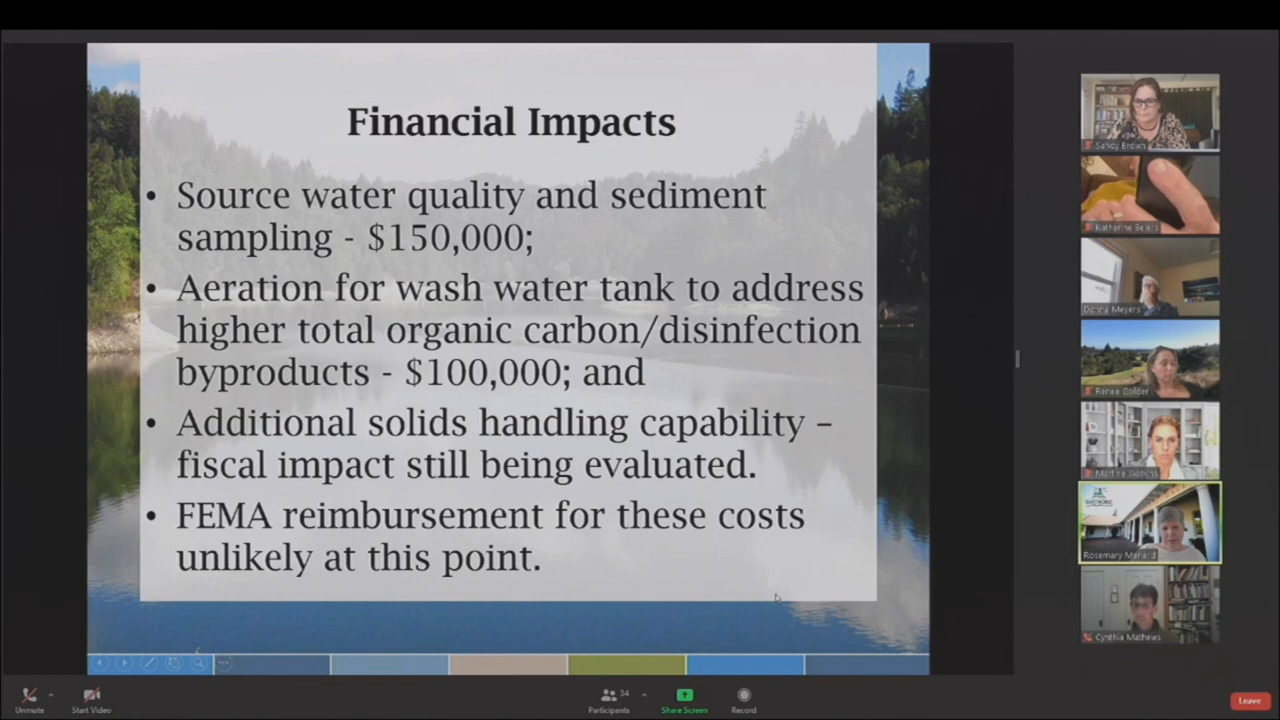 Financial Impacts
• Source water quality and sediment
sampling - $150,000;
• Aeration for wash water tank to address
higher total organic carbon/disinfection
byproducts - $100,000; and
• Additional solids handling capability –
fiscal impact still being evaluated.
• FEMA reimbursement for these costs
unlikely at this point.
Sandy Brown
Katherine Beiers
Donna Meyers
Renee Golder
Martine Watkins
Rosemary Menard
Cynthia Mathews
Unmute
Start Video
34
Participants
Share Screen
Record
Leave